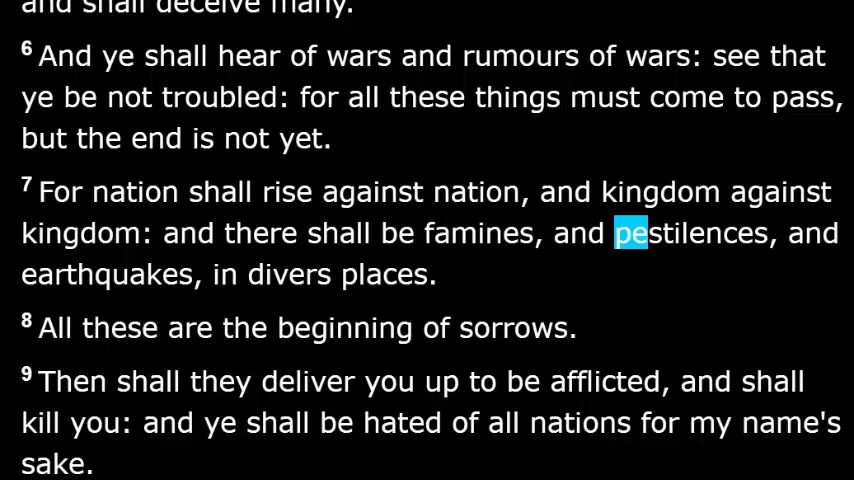 and shall deceive many.
6 And ye shall hear of wars and rumours of wars: see that
ye be not troubled: for all these things must come to pass,
but the end is not yet.
7 For nation shall rise against nation, and kingdom against
kingdom: and there shall be famines, and pestilences, and
earthquakes, in divers places.
8 All these are the beginning of sorrows.
9 Then shall they deliver you up to be afflicted, and shall
kill you: and ye shall be hated of all nations for my name's
sake.